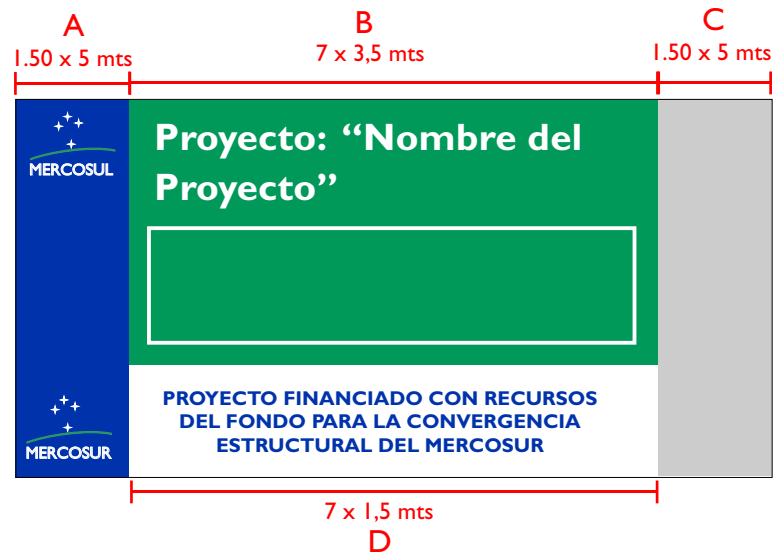 A
B
C
1.50 x 5 mts
7 x 3,5 mts
1.50 x 5 mts
MERCOSUL
Proyecto: “Nombre del
Proyecto”
PROYECTO FINANCIADO CON RECURSOS
DEL FONDO PARA LA CONVERGENCIA
ESTRUCTURAL DEL MERCOSUR
MERCOSUR
7 x 1,5 mts
D